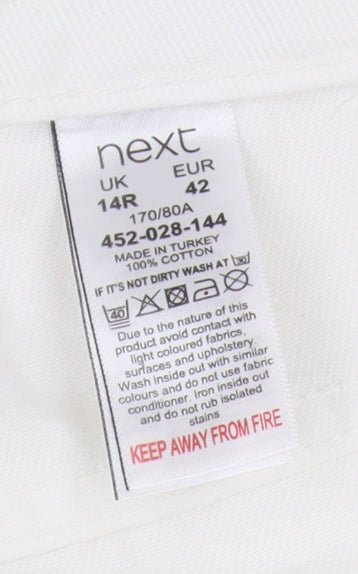 next
UK EUR
14R 42
170/80A
452-028-144
MADE IN TURKEY
100% COTTON
IF IT'S NOT DIRTY WASH AT 30
40
Due to the nature of this
product avoid contact with
light coloured fabrics,
surfaces and upholstery.
Wash inside out with similar
colours and do not use fabric
conditioner. Iron inside out
and do not rub isolated
stains
KEEP AWAY FROM FIRE